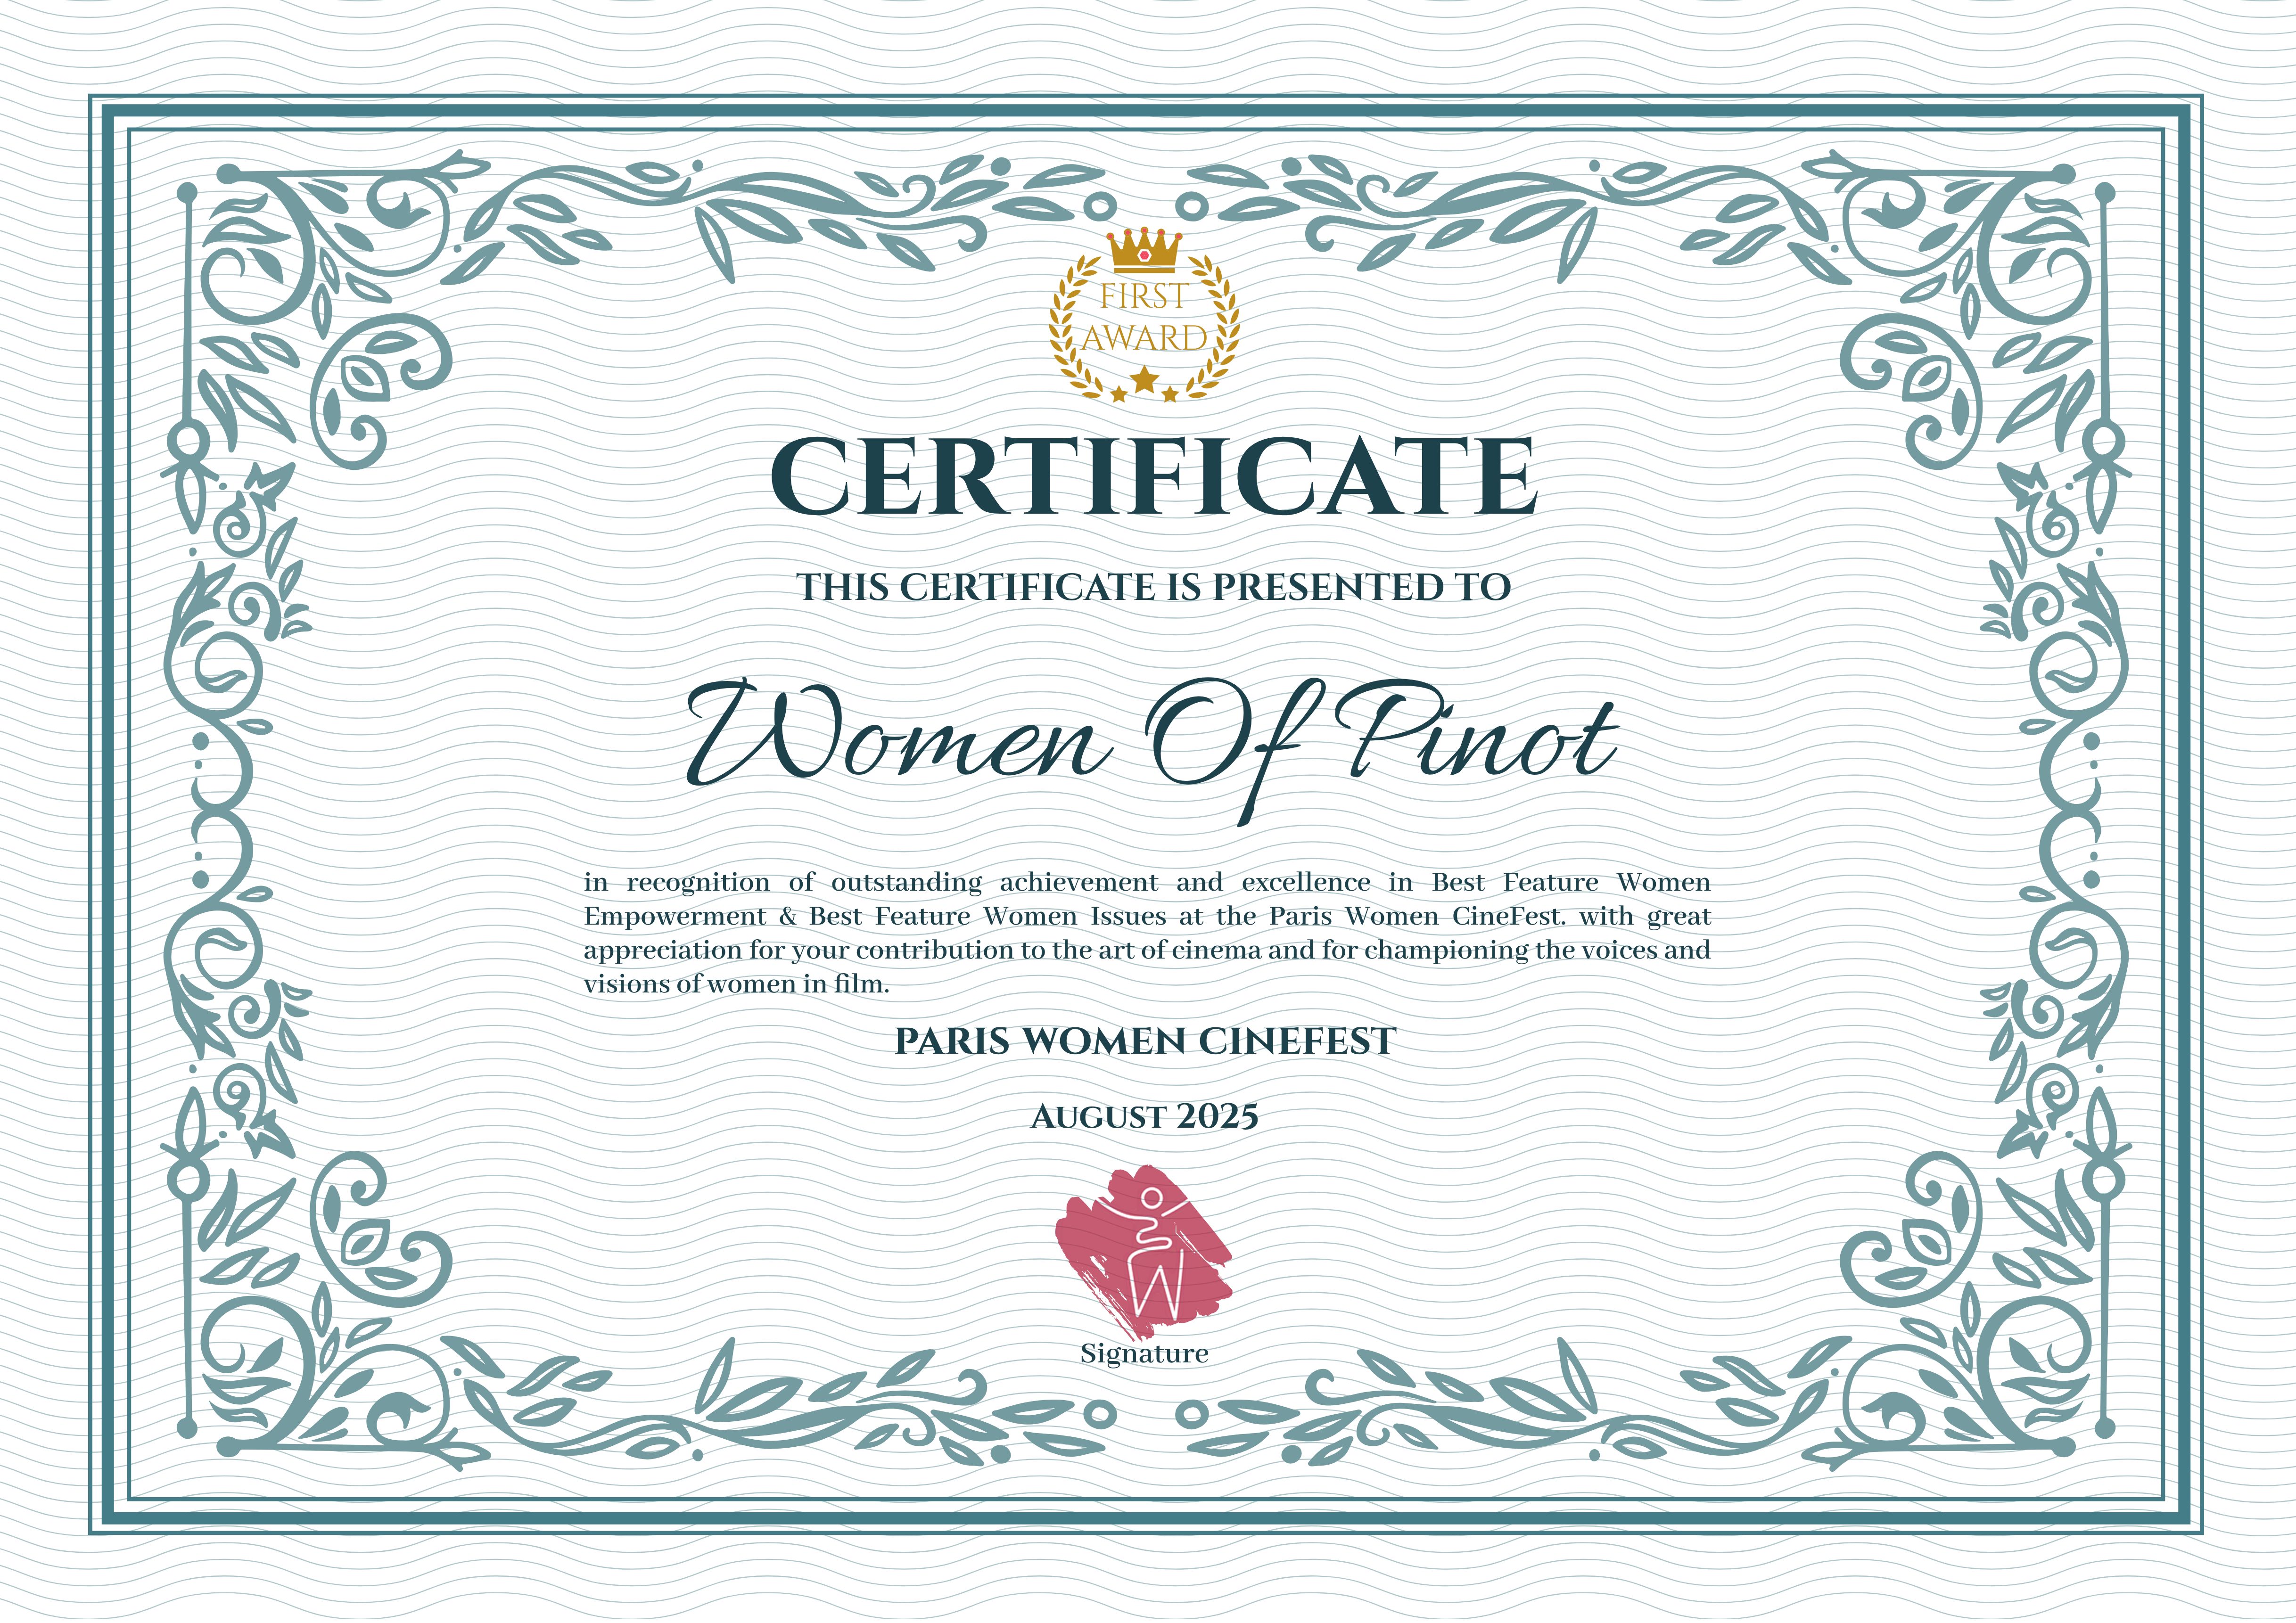 FIRST
AWARD
CERTIFICATE
THIS CERTIFICATE IS PRESENTED TO
Women Of Pinot
in recognition of outstanding achievement and excellence in Best Feature Women
Empowerment & Best Feature Women Issues at the Paris Women CineFest. with great
appreciation for your contribution to the art of cinema and for championing the voices and
visions of women in film.
PARIS WOMEN CINEFEST
AUGUST 2025
W
Signature